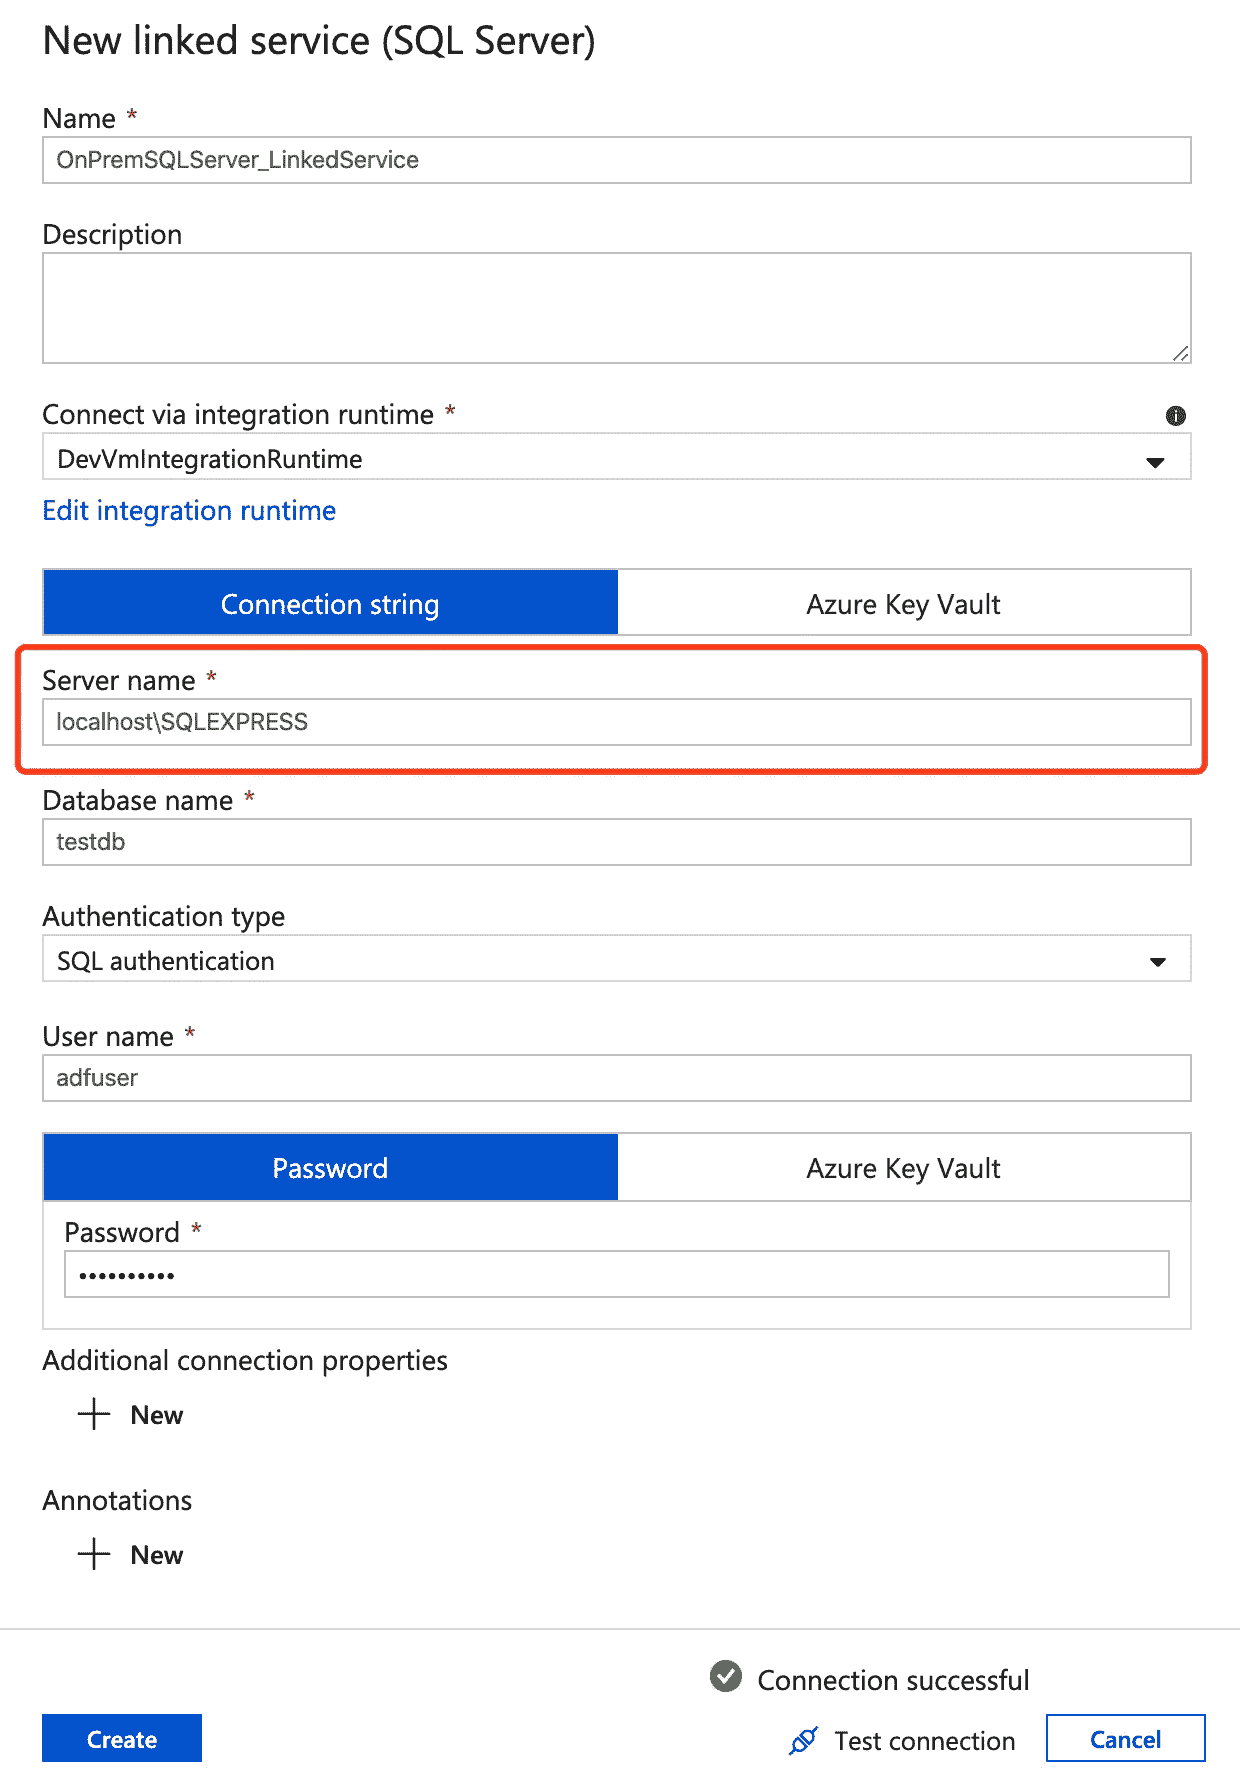 New linked service (SQL Server)
Name *
OnPremSQLServer_LinkedService
Description
Connect via integration runtime *
DevVmIntegrationRuntime
Edit integration runtime
Connection string
Azure Key Vault
Server name *
localhost\SQLEXPRESS
Database name *
testdb
Authentication type
SQL authentication
User name *
adfuser
Password
Azure Key Vault
Password *
••••••••••
Additional connection properties
New
Annotations
New
Connection successful
Create
Test connection
Cancel